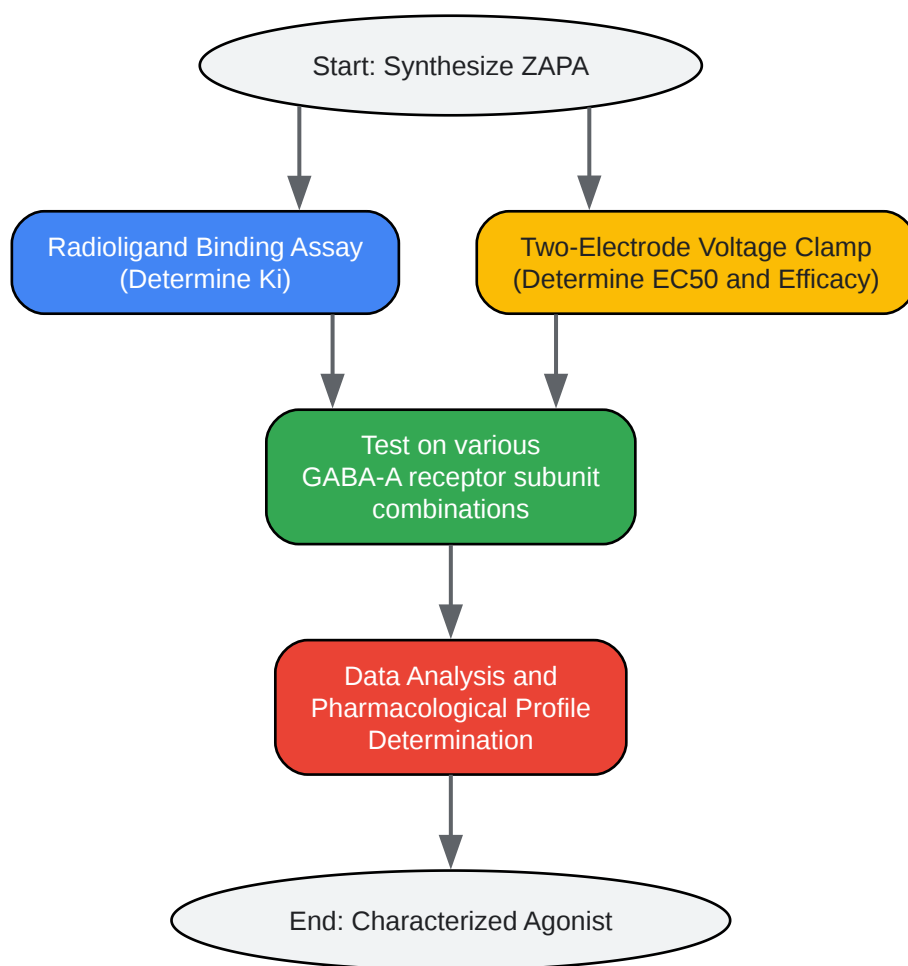 Start: Synthesize ZAPA
Radioligand Binding Assay
(Determine Ki)
Two-Electrode Voltage Clamp
(Determine EC50 and Efficacy)
Test on various
GABA-A receptor subunit
combinations
Data Analysis and
Pharmacological Profile
Determination
End: Characterized Agonist